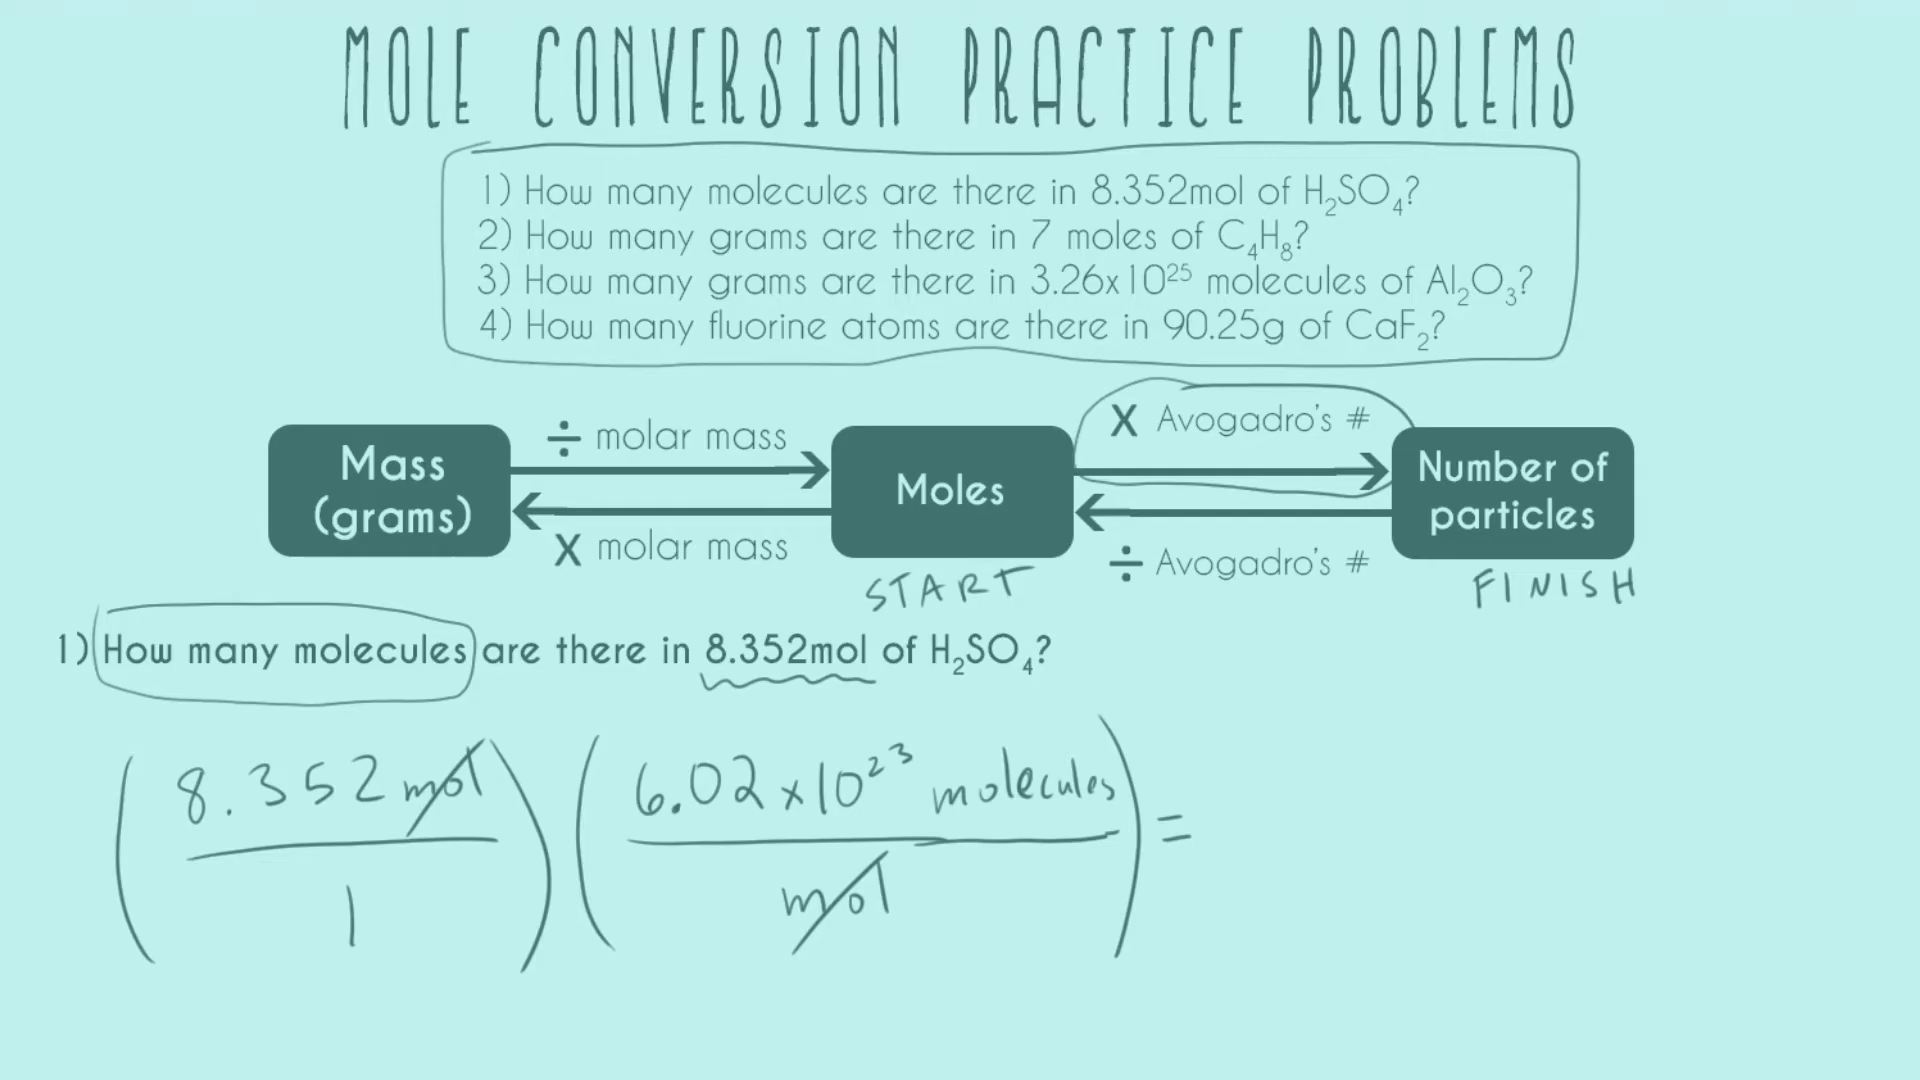 MOLE CONVERSION PRACTICE PROBLEMS
1) How many molecules are there in 8.352mol of H₂SO₄?
2) How many grams are there in 7 moles of C₄H₈?
3) How many grams are there in 3.26x10²⁵ molecules of Al₂O₃?
4) How many fluorine atoms are there in 90.25g of CaF₂?
÷ molar mass
X Avogadro's #
Mass
(grams)
Moles
Number of
particles
X molar mass
÷ Avogadro's #
START
FINISH
1) How many molecules are there in 8.352mol of H₂SO₄?
(8.352 mol / 1) (6.02 x 10²³ molecules / mol) =